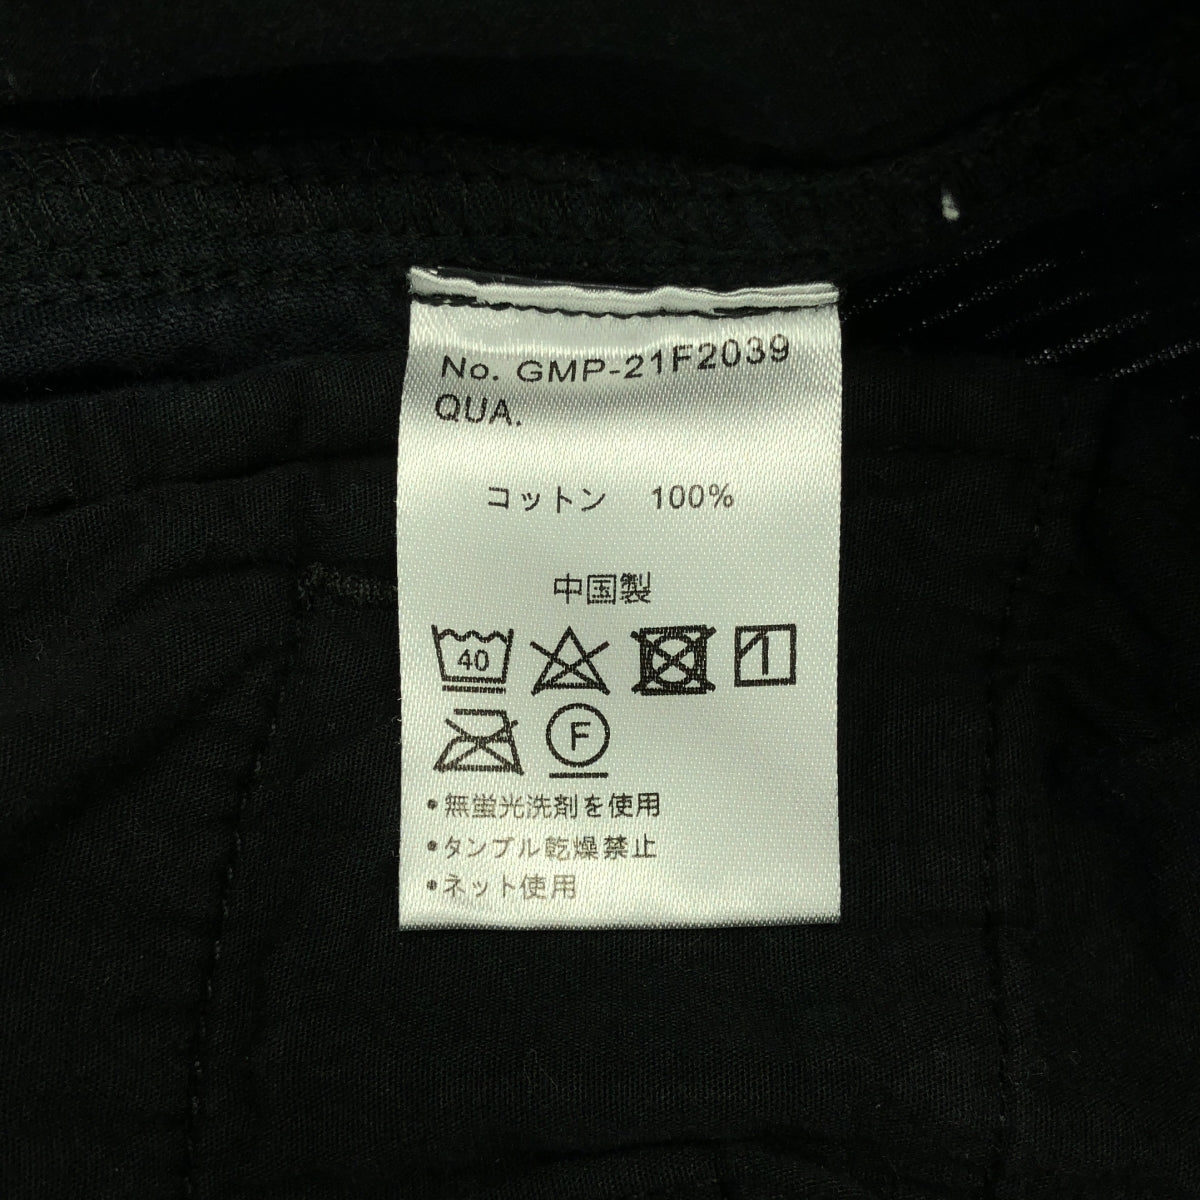 No. GMP-21F2039
QUA.
コットン 100%
中国製
40
F
・無蛍光洗剤を使用
・タンブル乾燥禁止
・ネット使用